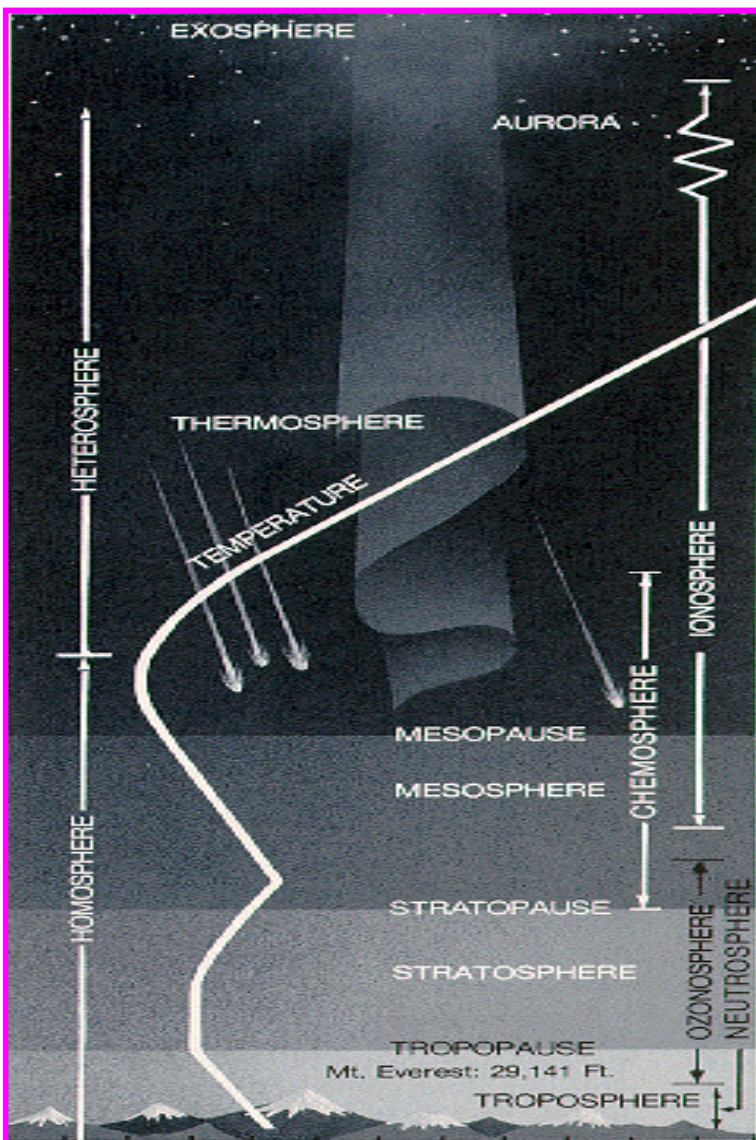 EXOSPHERE
AURORA
HETEROSPHERE
THERMOSPHERE
TEMPERATURE
IONOSPHERE
CHEMOSPHERE
MESOPAUSE
MESOSPHERE
HOMOSPHERE
STRATOPAUSE
STRATOSPHERE
OZONOSPHERE
NEUTROSPHERE
TROPOPAUSE
Mt. Everest: 29,141 Ft.
TROPOSPHERE